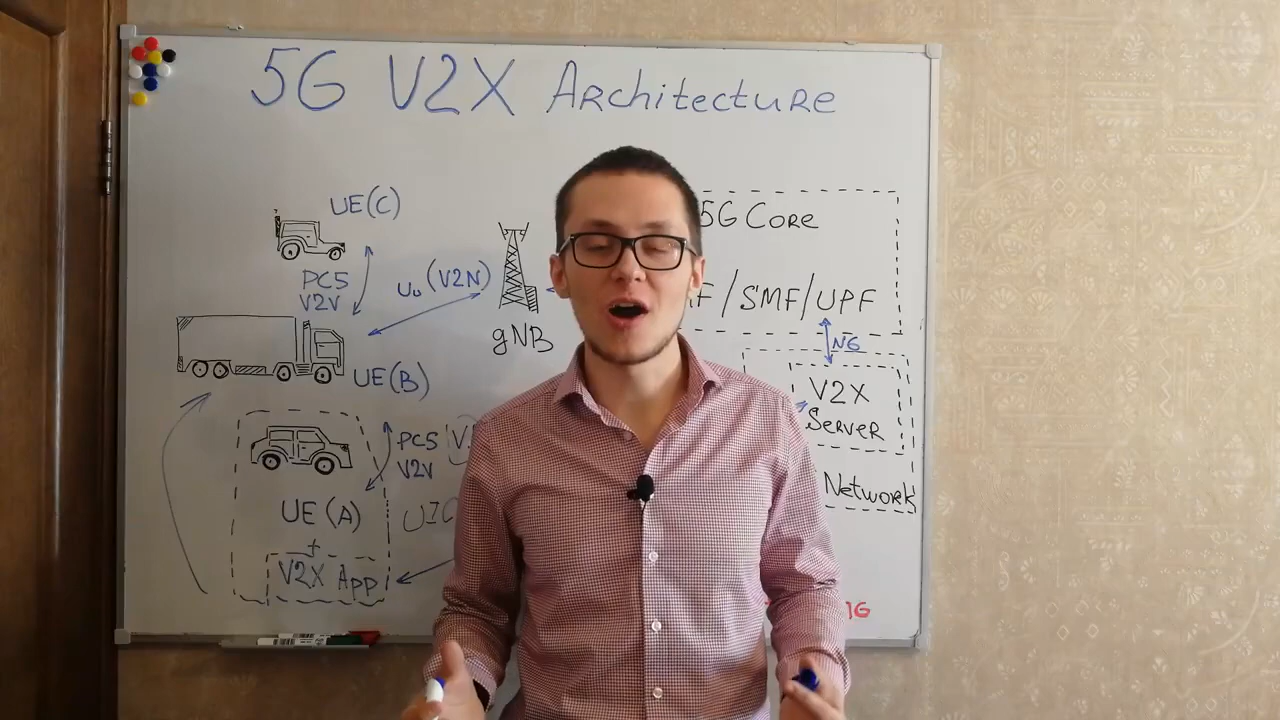 5G V2X Architecture
UE(C)
5G Core
PC5
V2V
Uu (V2N)
gNB
/SMF/UPF
NG
UE(B)
V2X
Server
PC5
V2V
Network
UE (A)
+
V2X App